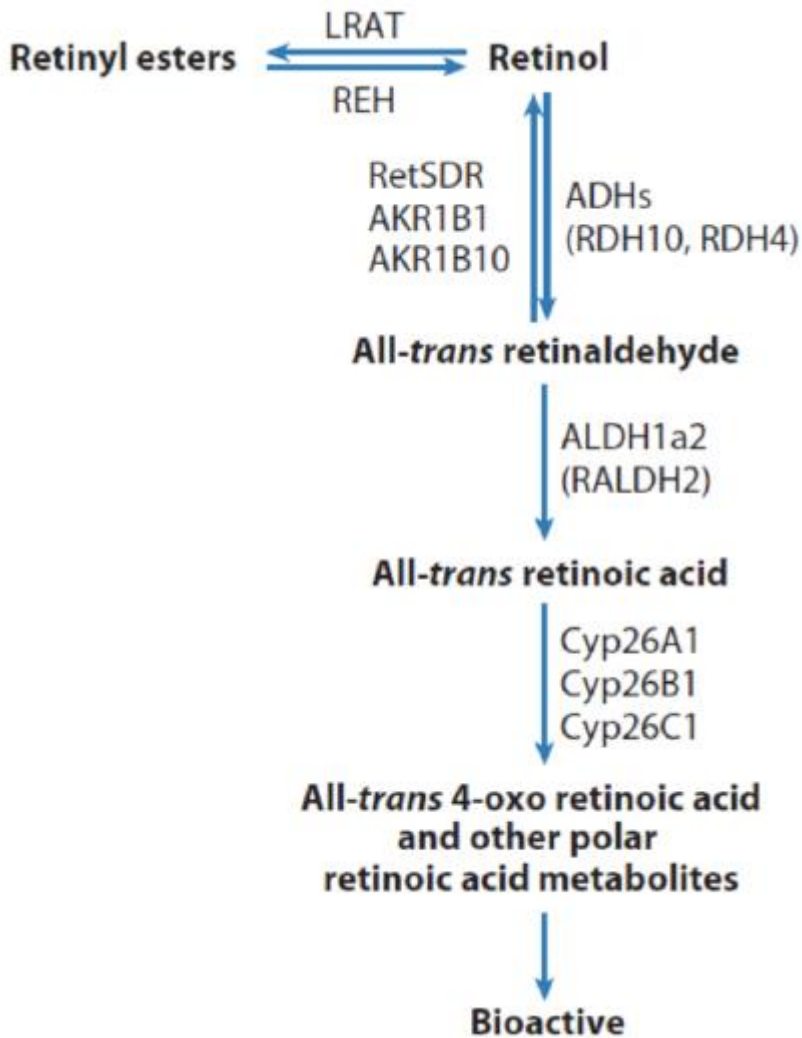 LRAT
Retinyl esters
Retinol
REH
RetSDR
AKR1B1
AKR1B10
ADHs
(RDH10, RDH4)
All-trans retinaldehyde
ALDH1a2
(RALDH2)
All-trans retinoic acid
Cyp26A1
Cyp26B1
Cyp26C1
All-trans 4-oxo retinoic acid
and other polar
retinoic acid metabolites
Bioactive